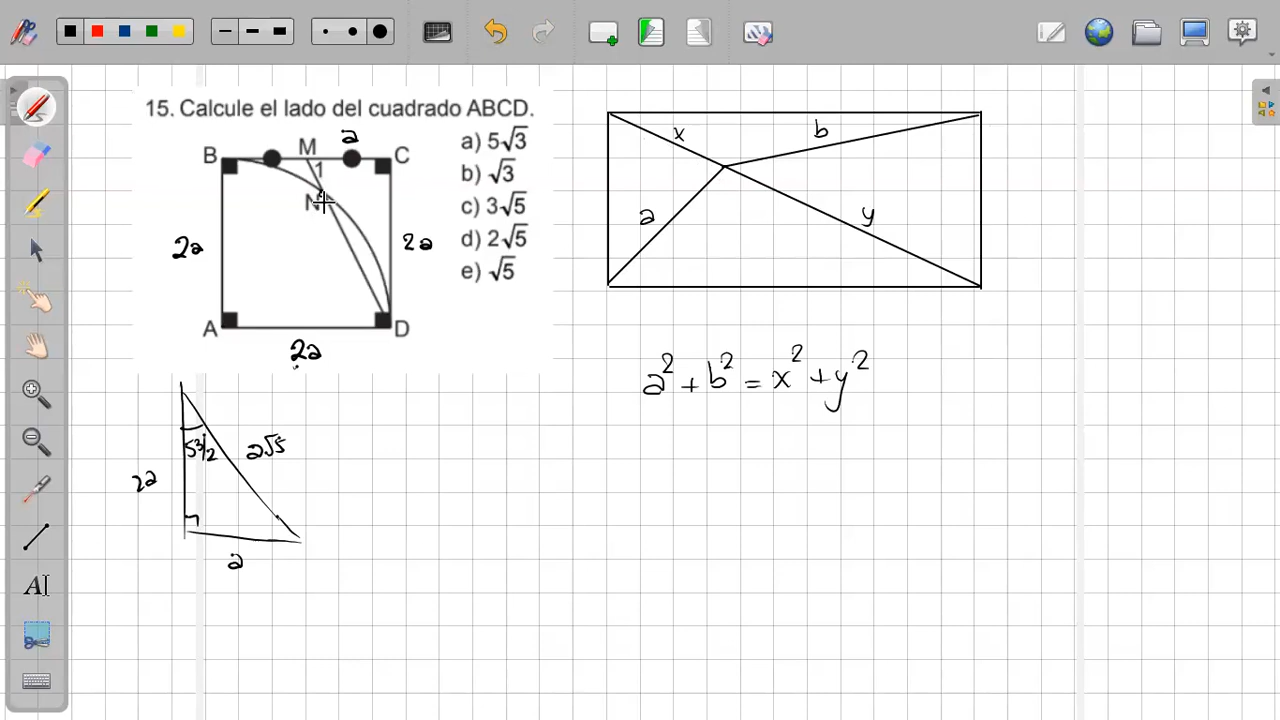 15. Calcule el lado del cuadrado ABCD.
a) 5√3
b) √3
c) 3√5
d) 2√5
e) √5
a
B M C
1
N
2a 2a
A D
2a
x b
a y
a² + b² = x² + y²
53/2 2√5
2a
a
A